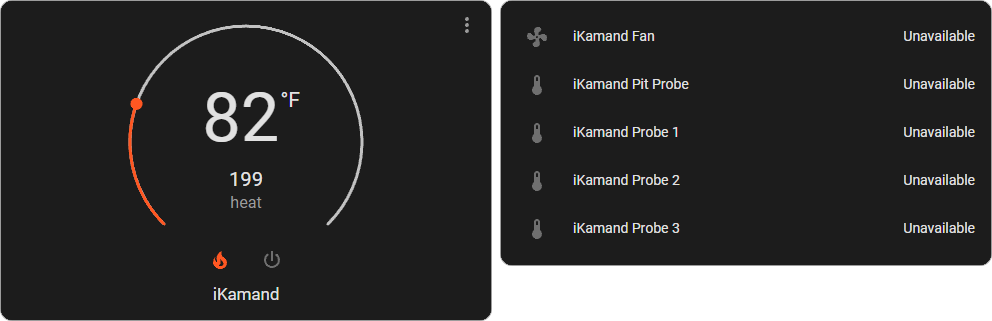 82 °F
199
heat
iKamand
iKamand Fan Unavailable
iKamand Pit Probe Unavailable
iKamand Probe 1 Unavailable
iKamand Probe 2 Unavailable
iKamand Probe 3 Unavailable